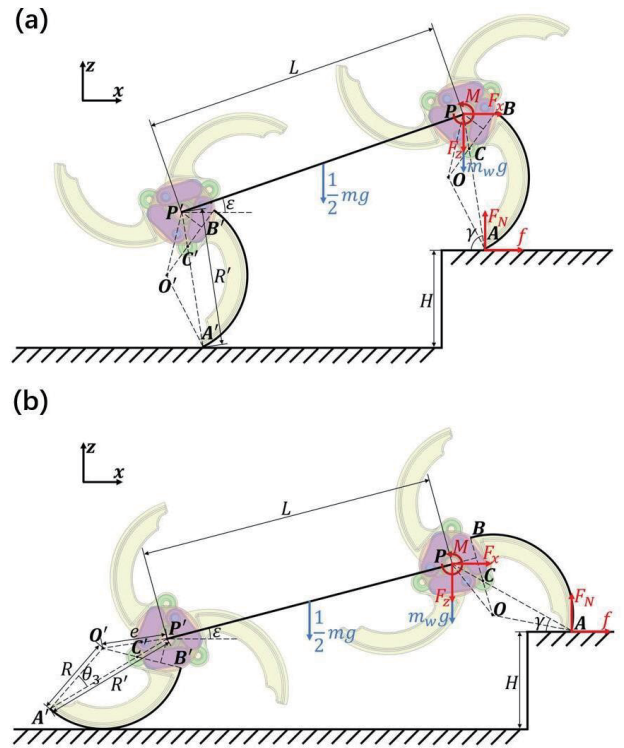 (a)
z
x
L
P
M
F_x
B
F_z
C
m_w g
O
F_N
γ
A
f
1/2 mg
P′
ε
B′
C′
O′
R′
A′
H
(b)
z
x
L
B
P
M
F_x
C
F_z
m_w g
O
F_N
γ
A
f
1/2 mg
O′
e
P′
ε
C′
B′
R
θ_3
R′
A′
H